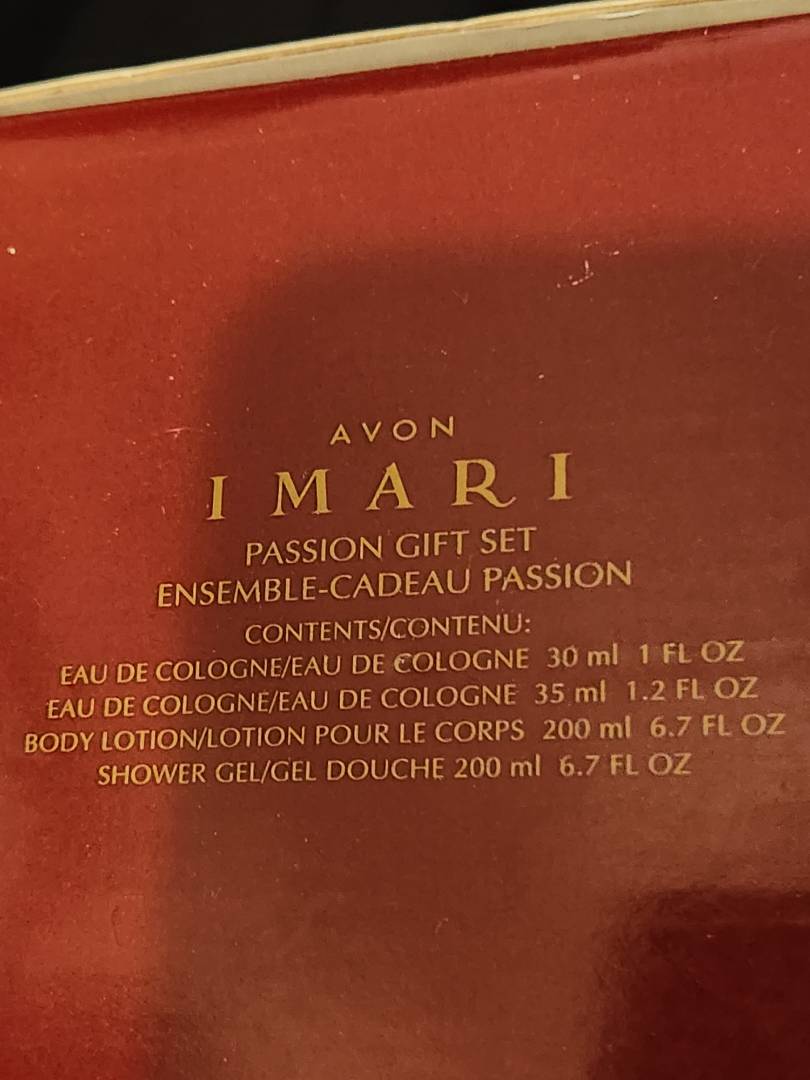 AVON
IMARI
PASSION GIFT SET
ENSEMBLE-CADEAU PASSION
CONTENTS/CONTENU:
EAU DE COLOGNE/EAU DE COLOGNE 30 ml 1 FL OZ
EAU DE COLOGNE/EAU DE COLOGNE 35 ml 1.2 FL OZ
BODY LOTION/LOTION POUR LE CORPS 200 ml 6.7 FL OZ
SHOWER GEL/GEL DOUCHE 200 ml 6.7 FL OZ